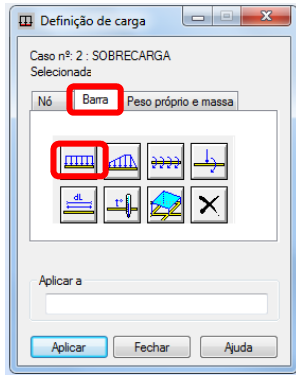 Definição de carga
Caso nº: 2 : SOBRECARGA
Selecionada
Nó Barra Peso próprio e massa
dL t°
Aplicar a
Aplicar Fechar Ajuda